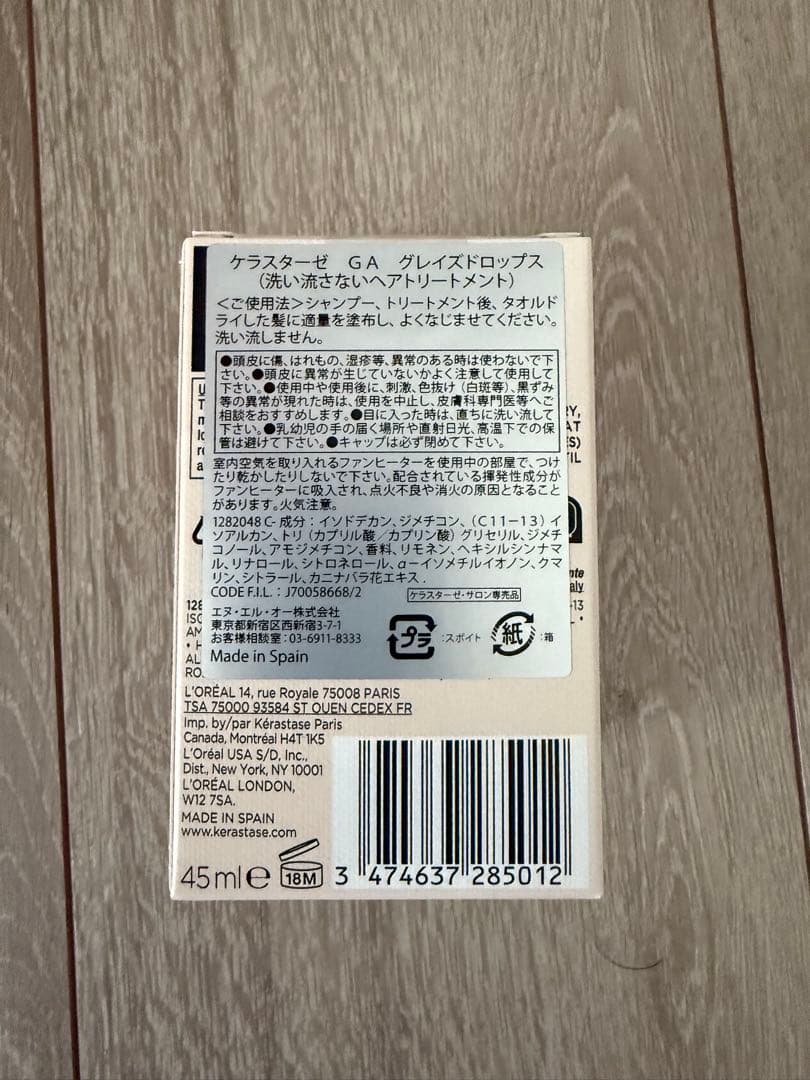 ケラスターゼ　ＧＡ　グレイズドロップス
（洗い流さないヘアトリートメント）
＜ご使用法＞シャンプー、トリートメント後、タオルド
ライした髪に適量を塗布し、よくなじませてください。
洗い流しません。
●頭皮に傷、はれもの、湿疹等、異常のある時は使わないで下
さい。●頭皮に異常が生じていないかよく注意して使用して
下さい。●使用中や使用後に、刺激、色抜け（白斑等）、黒ずみ
等の異常が現れた時は、使用を中止し、皮膚科専門医等へご
相談をおすすめします。●目に入った時は、直ちに洗い流して
下さい。●乳幼児の手の届く場所や直射日光、高温下での保
管は避けて下さい。●キャップは必ず閉めて下さい。
室内空気を取り入れるファンヒーターを使用中の部屋で、つけ
たり乾かしたりしないで下さい。配合されている揮発性成分が
ファンヒーターに吸入され、点火不良や消火の原因となること
があります。火気注意。
1282048 C- 成分：イソドデカン、ジメチコン、（C11－13）イ
ソアルカン、トリ（カプリル酸／カプリン酸）グリセリル、ジメチ
コノール、アモジメチコン、香料、リモネン、ヘキシルシンナマ
ル、リナロール、シトロネロール、α－イソメチルイオノン、クマ
リン、シトラール、カニナバラ花エキス .
CODE F.I.L.：J70058668/2
ケラスターゼ・サロン専売品
エヌ・エル・オー株式会社
東京都新宿区西新宿3-7-1
お客様相談室：03-6911-8333
プラ ：スポイト 紙 ：箱
Made in Spain
L'ORÉAL 14, rue Royale 75008 PARIS
TSA 75000 93584 ST OUEN CEDEX FR
Imp. by/par Kérastase Paris
Canada, Montréal H4T 1K5
L'Oréal USA S/D, Inc.,
Dist., New York, NY 10001
L'ORÉAL LONDON,
W12 7SA.
MADE IN SPAIN
www.kerastase.com
45 ml e 18M
3 474637 285012